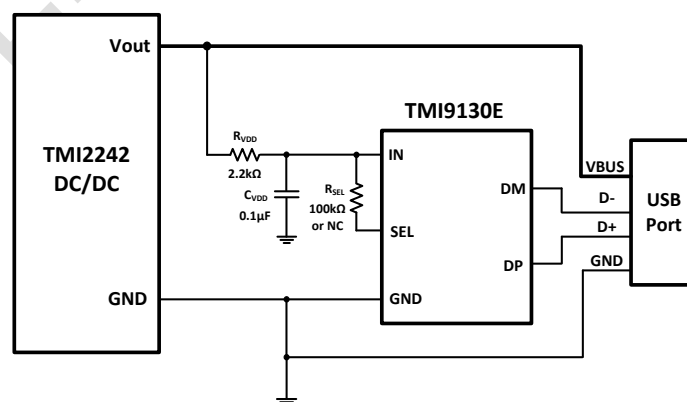 Vout
TMI2242
DC/DC
GND
RVDD
2.2kΩ
CVDD
0.1μF
RSEL
100kΩ
or NC
TMI9130E
IN
SEL
GND
DM
DP
VBUS
D-
D+
GND
USB
Port